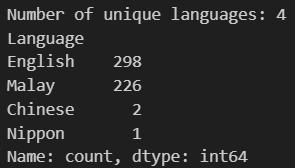 Number of unique languages: 4
Language
English    298
Malay      226
Chinese      2
Nippon       1
Name: count, dtype: int64